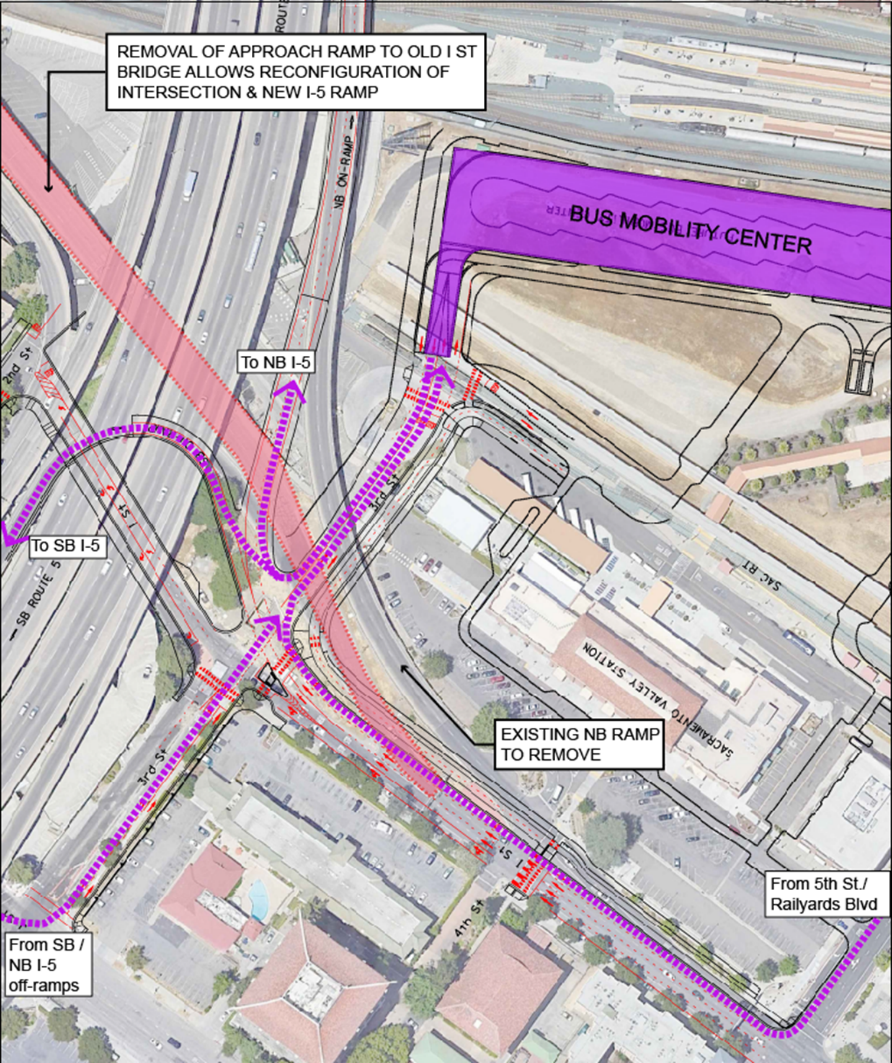 REMOVAL OF APPROACH RAMP TO OLD I ST
BRIDGE ALLOWS RECONFIGURATION OF
INTERSECTION & NEW I-5 RAMP
ROUTE
NB ON-RAMP
BUS MOBILITY CENTER
2nd St
To NB I-5
3rd St
I St
To SB I-5
SB ROUTE 5
SAC RT
SACRAMENTO VALLEY STATION
EXISTING NB RAMP
TO REMOVE
3rd St
I St
4th St
From 5th St./
Railyards Blvd
From SB /
NB I-5
off-ramps